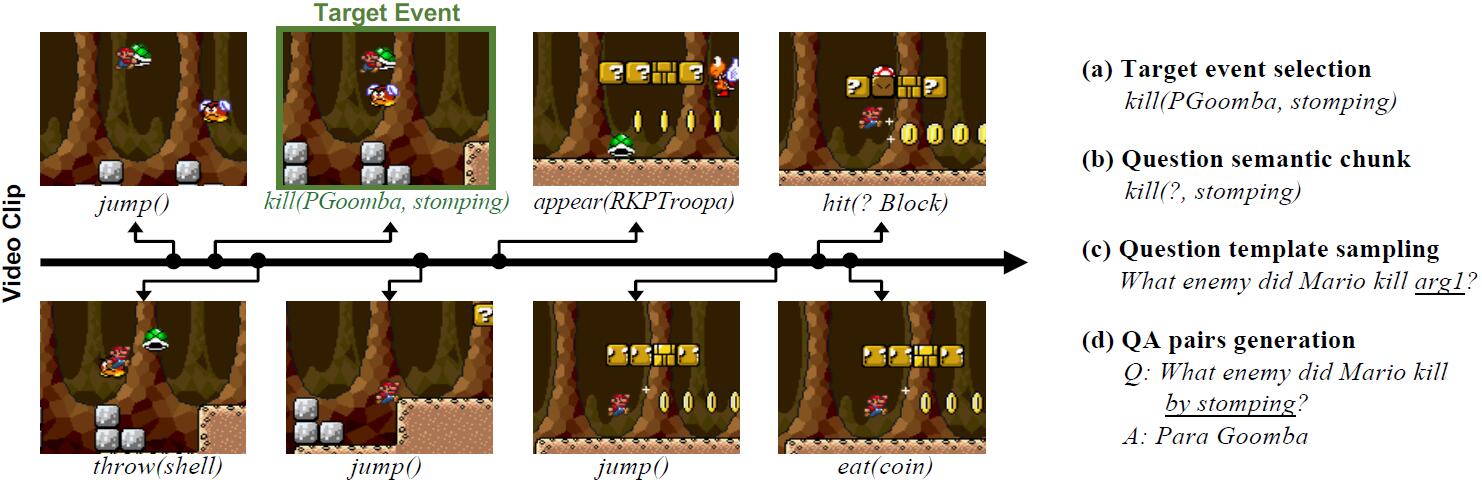 Target Event
Video Clip
jump()
kill(PGoomba, stomping)
appear(RKPTroopa)
hit(? Block)
throw(shell)
jump()
jump()
eat(coin)
(a) Target event selection
kill(PGoomba, stomping)
(b) Question semantic chunk
kill(?, stomping)
(c) Question template sampling
What enemy did Mario kill arg1?
(d) QA pairs generation
Q: What enemy did Mario kill
by stomping?
A: Para Goomba